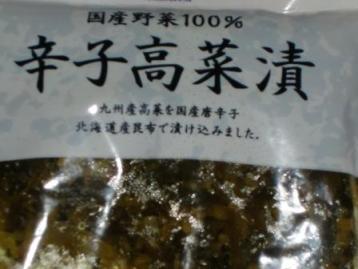 国産野菜100%
辛子高菜漬
九州産高菜を国産唐辛子
北海道産昆布で漬け込みました。